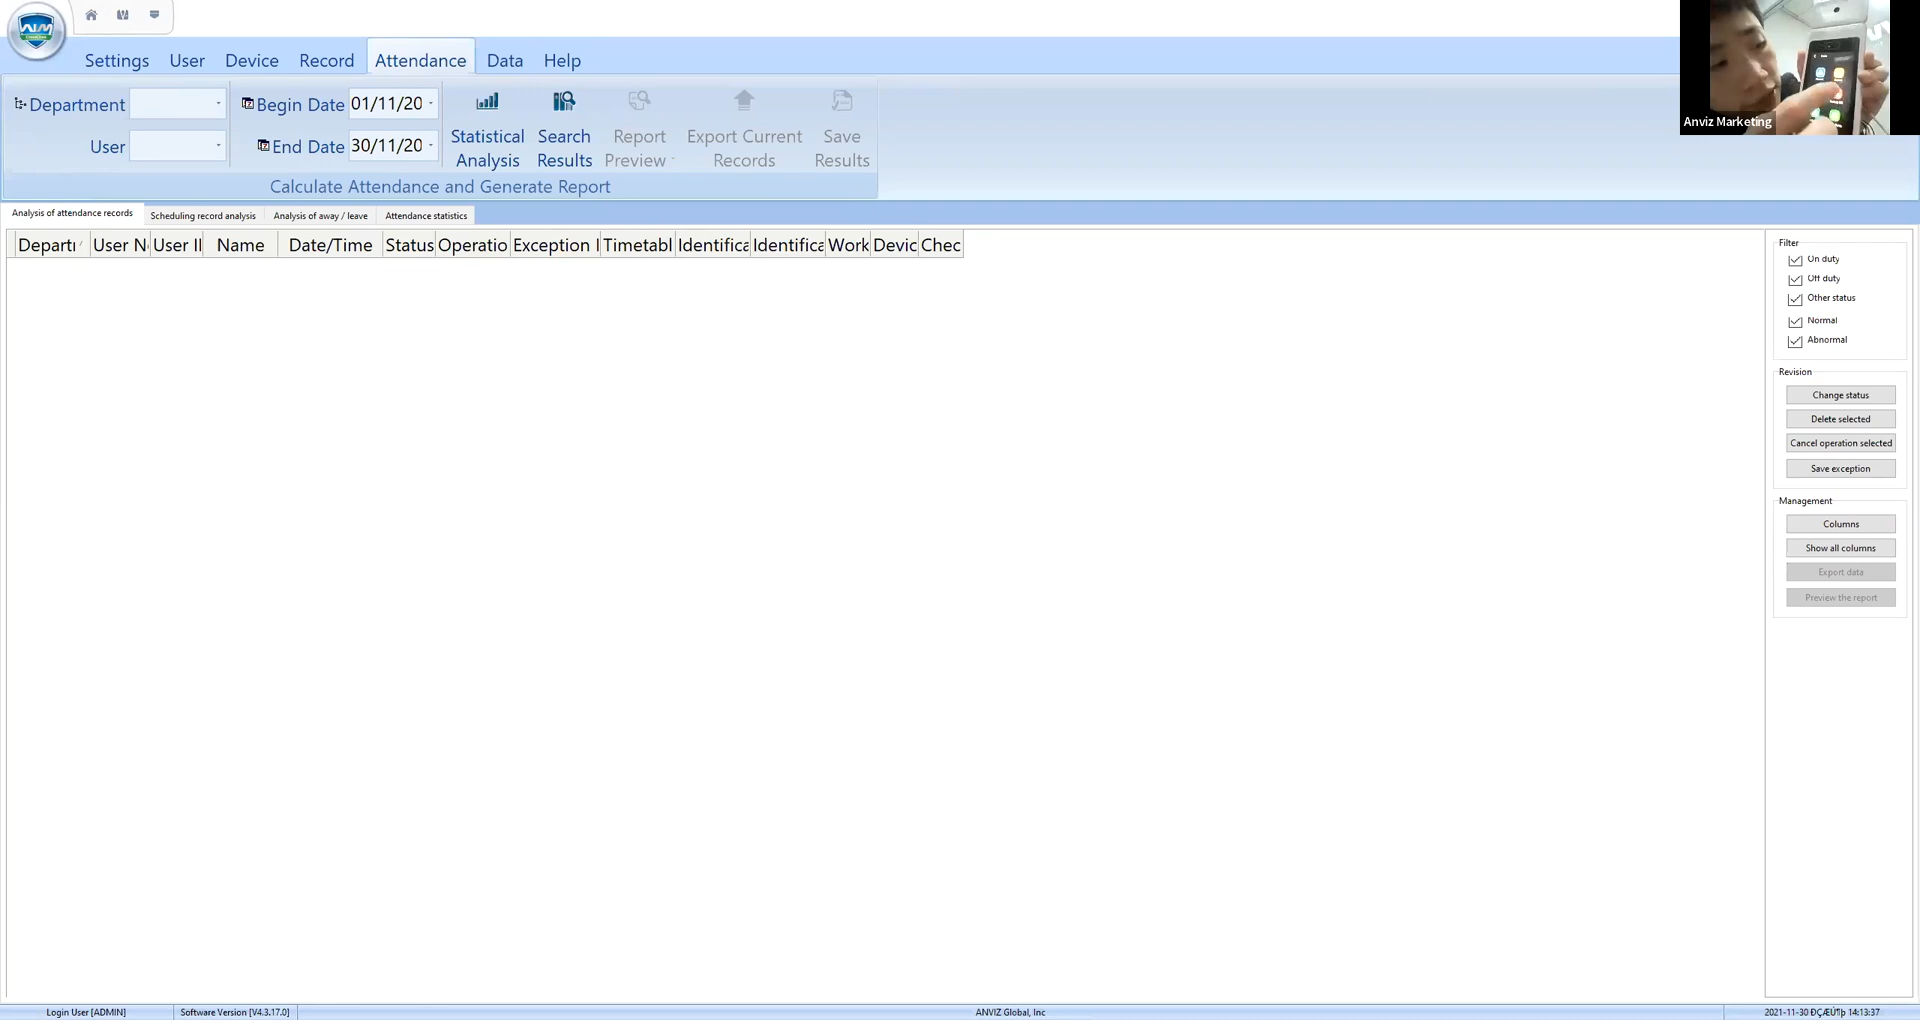 Settings User Device Record Attendance Data Help
Department
Begin Date 01/11/20
User
End Date 30/11/20
Statistical
Analysis
Search
Results
Report
Preview
Export Current
Records
Save
Results
Calculate Attendance and Generate Report
Anviz Marketing
Analysis of attendance records Scheduling record analysis Analysis of away / leave Attendance statistics
User Name Date/Time Status Operatio Exception Timetabl Identifica Identifica Work Devic Chec
Filter
On duty
Off duty
Other status
Normal
Abnormal
Revision
Change status
Delete selected
Cancel operation selected
Save exception
Management
Columns
Show all columns
Export data
Preview the report
Login User [ADMIN] Software Version [V4.3.17.0] ANVIZ Global, Inc 2021-11-30 14:13:37